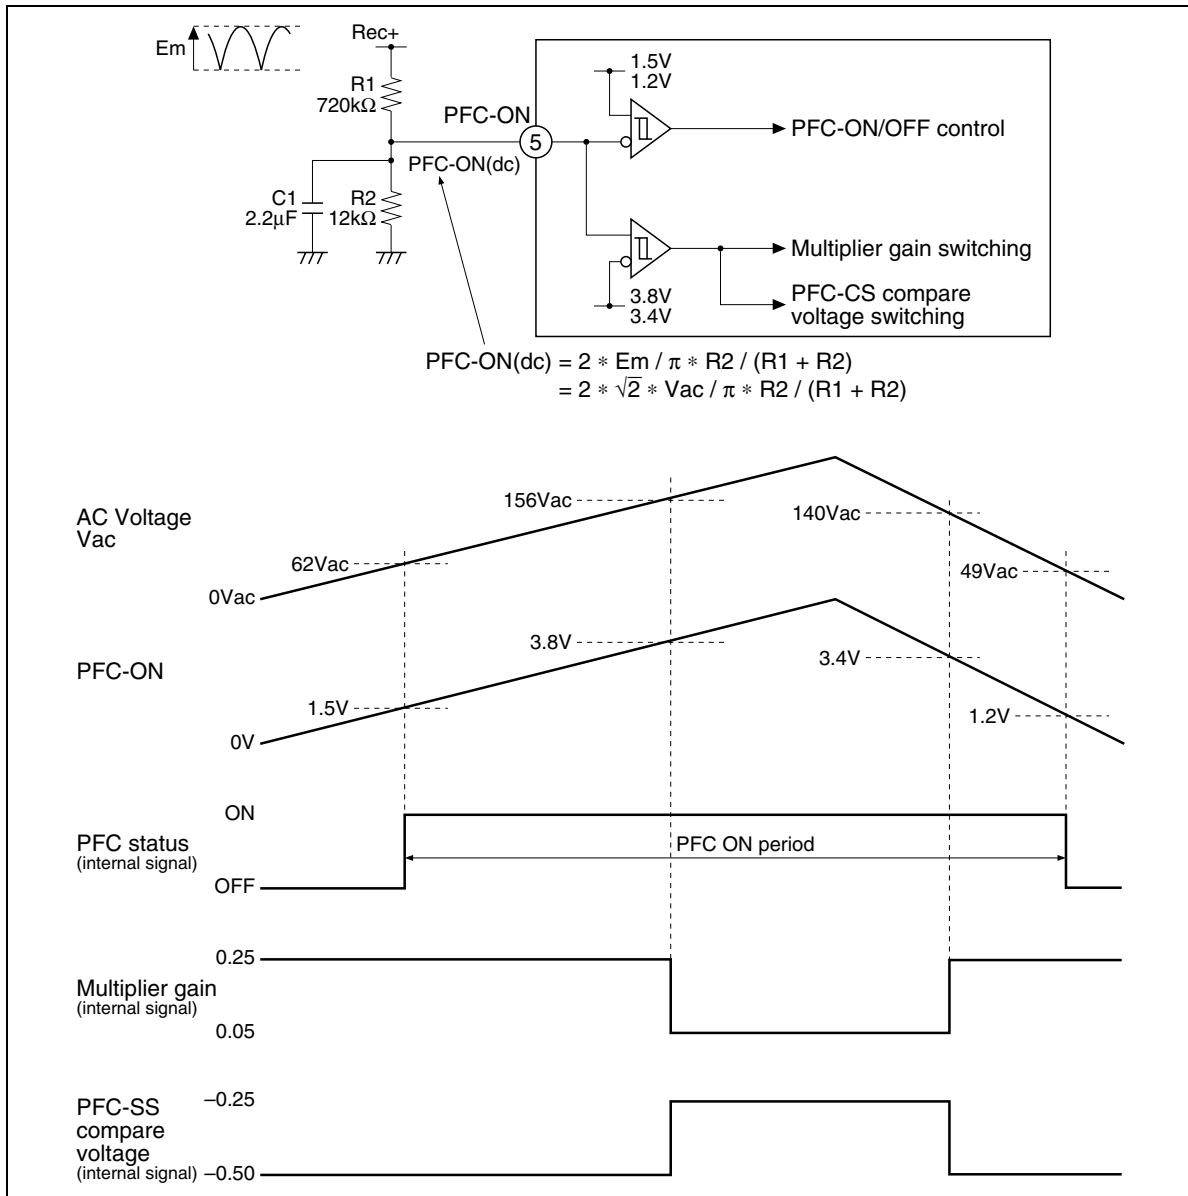 Em
Rec+
R1
720kΩ
PFC-ON
5
PFC-ON(dc)
C1
2.2μF
R2
12kΩ
1.5V
1.2V
PFC-ON/OFF control
Multiplier gain switching
PFC-CS compare
voltage switching
3.8V
3.4V
PFC-ON(dc) = 2 * Em / π * R2 / (R1 + R2)
= 2 * √2 * Vac / π * R2 / (R1 + R2)
AC Voltage
Vac
156Vac
140Vac
62Vac
49Vac
0Vac
PFC-ON
3.8V
3.4V
1.5V
1.2V
0V
PFC status
(internal signal)
ON
PFC ON period
OFF
Multiplier gain
(internal signal)
0.25
0.05
PFC-SS
compare
voltage
(internal signal)
–0.25
–0.50